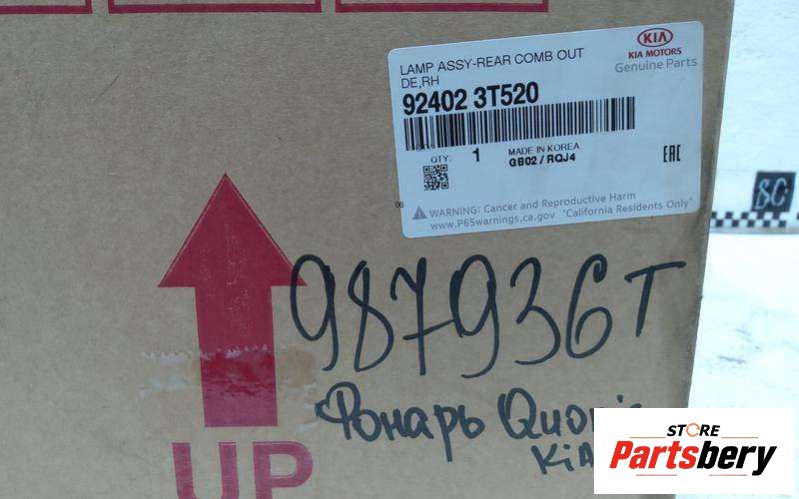 KIA
KIA MOTORS
Genuine Parts
LAMP ASSY-REAR COMB OUT
DE,RH
92402 3T520
QTY: 1 MADE IN KOREA
GB02 / RQJ4
EAC
WARNING: Cancer and Reproductive Harm
www.P65warnings.ca.gov "California Residents Only"
987936T
Фонарь Quoris
KiA
UP
STORE
Partsbery